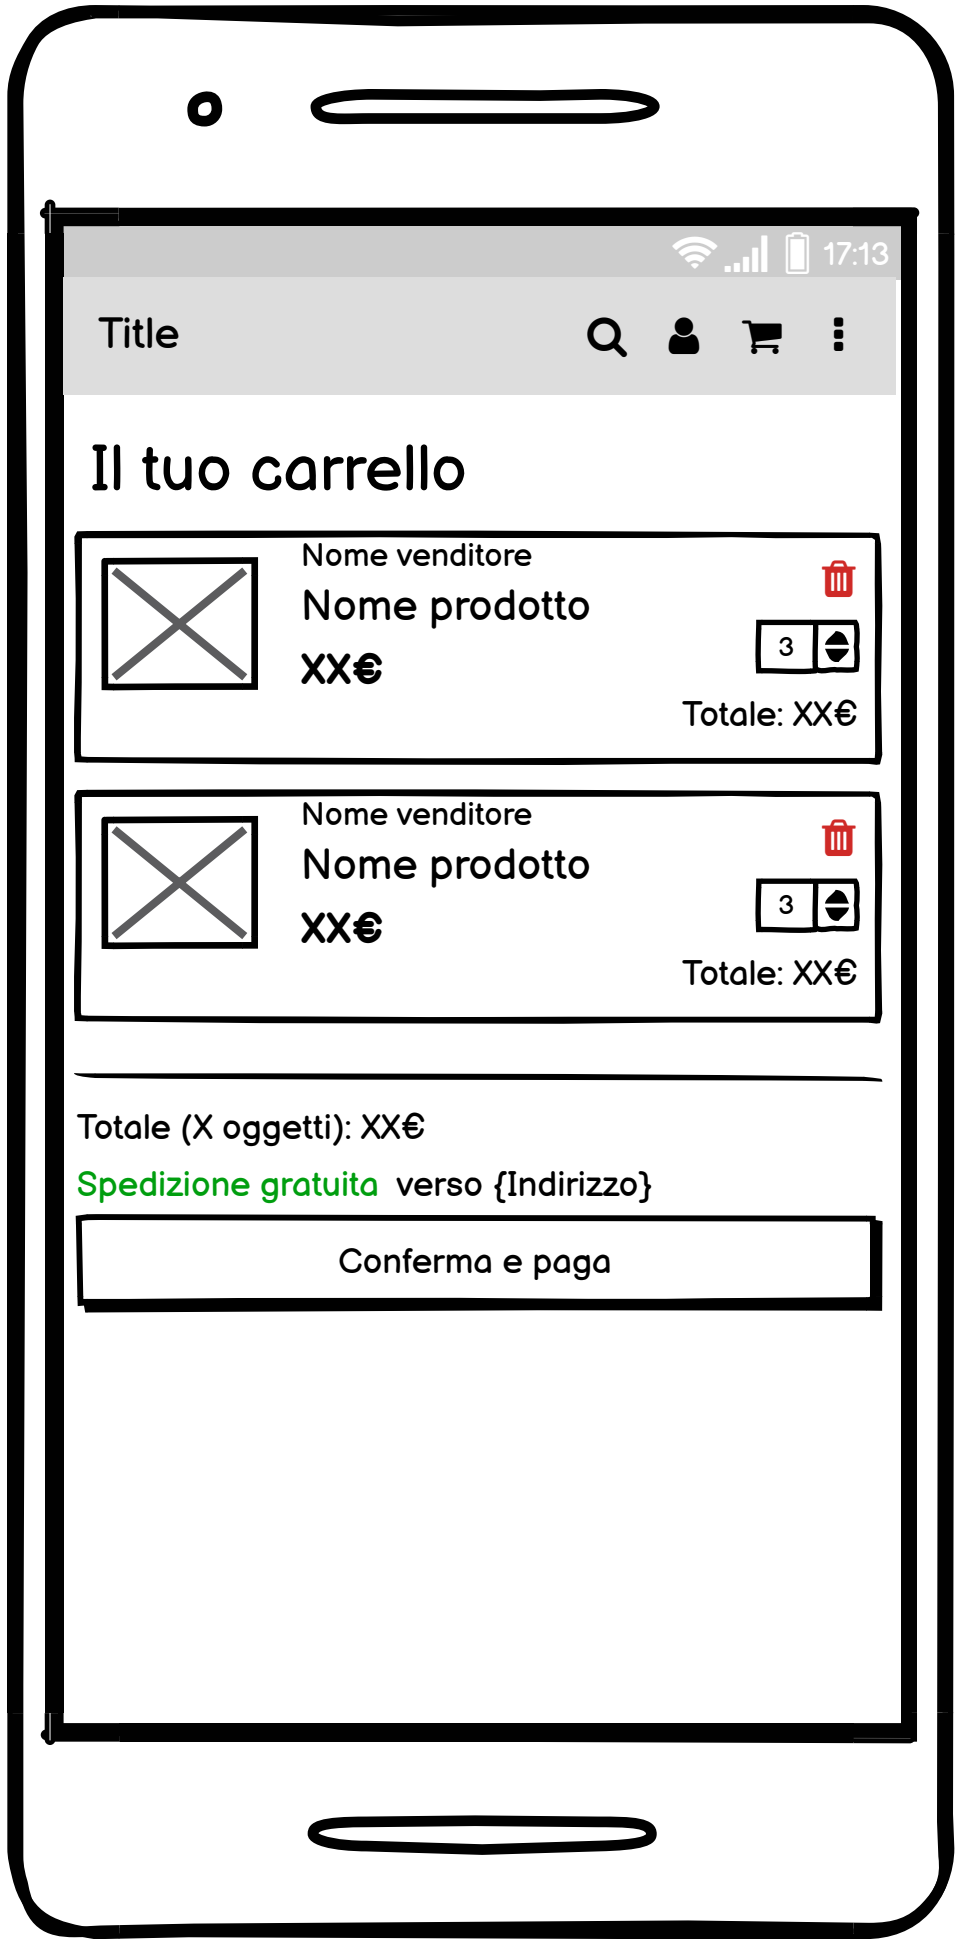 17:13
Title
Il tuo carrello
Nome venditore
Nome prodotto
XX€
3
Totale: XX€
Nome venditore
Nome prodotto
XX€
3
Totale: XX€
Totale (X oggetti): XX€
Spedizione gratuita verso {Indirizzo}
Conferma e paga